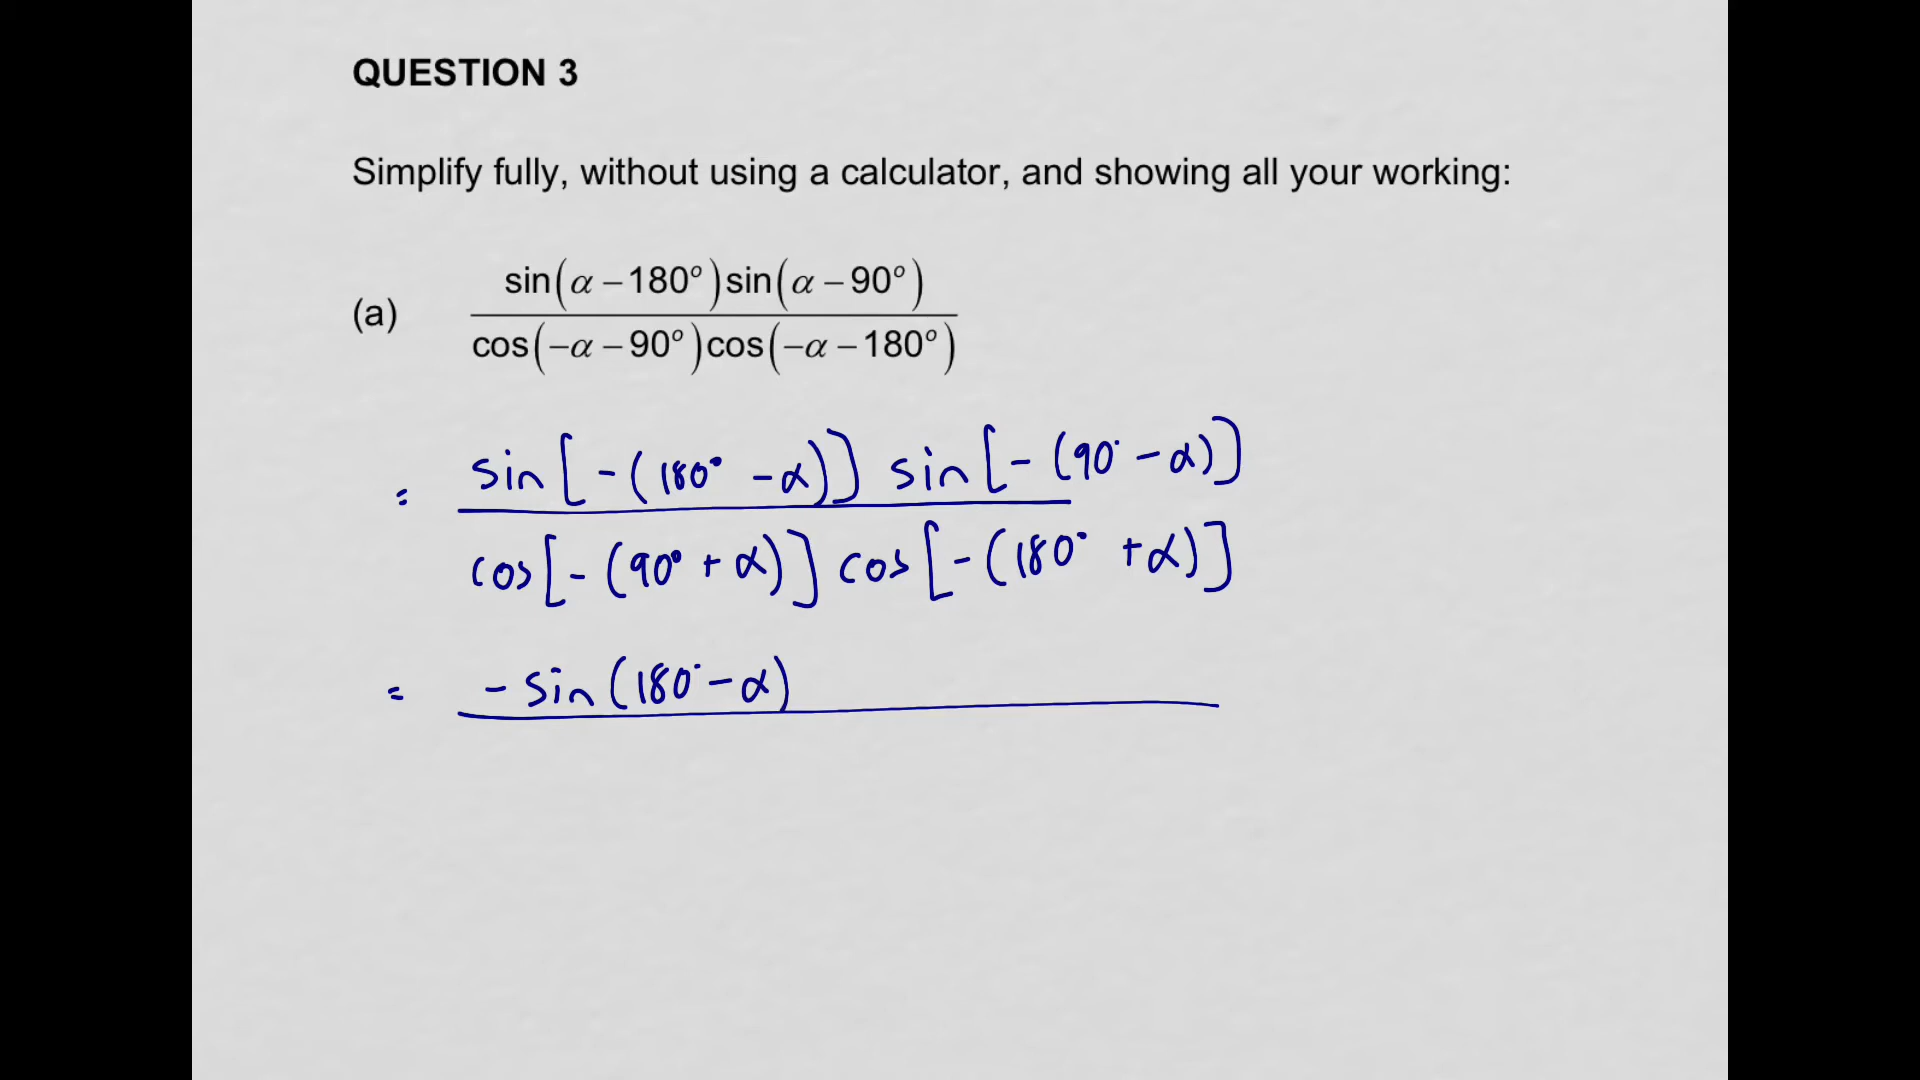 QUESTION 3
Simplify fully, without using a calculator, and showing all your working:
(a) sin(α – 180°)sin(α – 90°)
cos(–α – 90°)cos(–α – 180°)
= sin[-(180° - α)] sin[-(90° - α)]
cos[-(90° + α)] cos[-(180° + α)]
= - sin(180° - α)